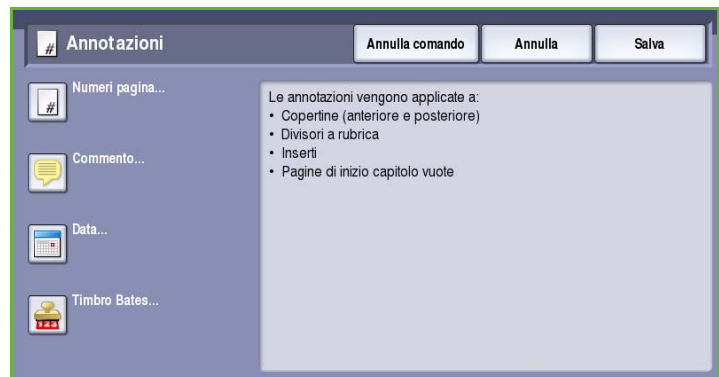 Annotazioni
Annulla comando
Annulla
Salva
Numeri pagina...
Commento...
Data...
Timbro Bates...
Le annotazioni vengono applicate a:
• Copertine (anteriore e posteriore)
• Divisori a rubrica
• Inserti
• Pagine di inizio capitolo vuote